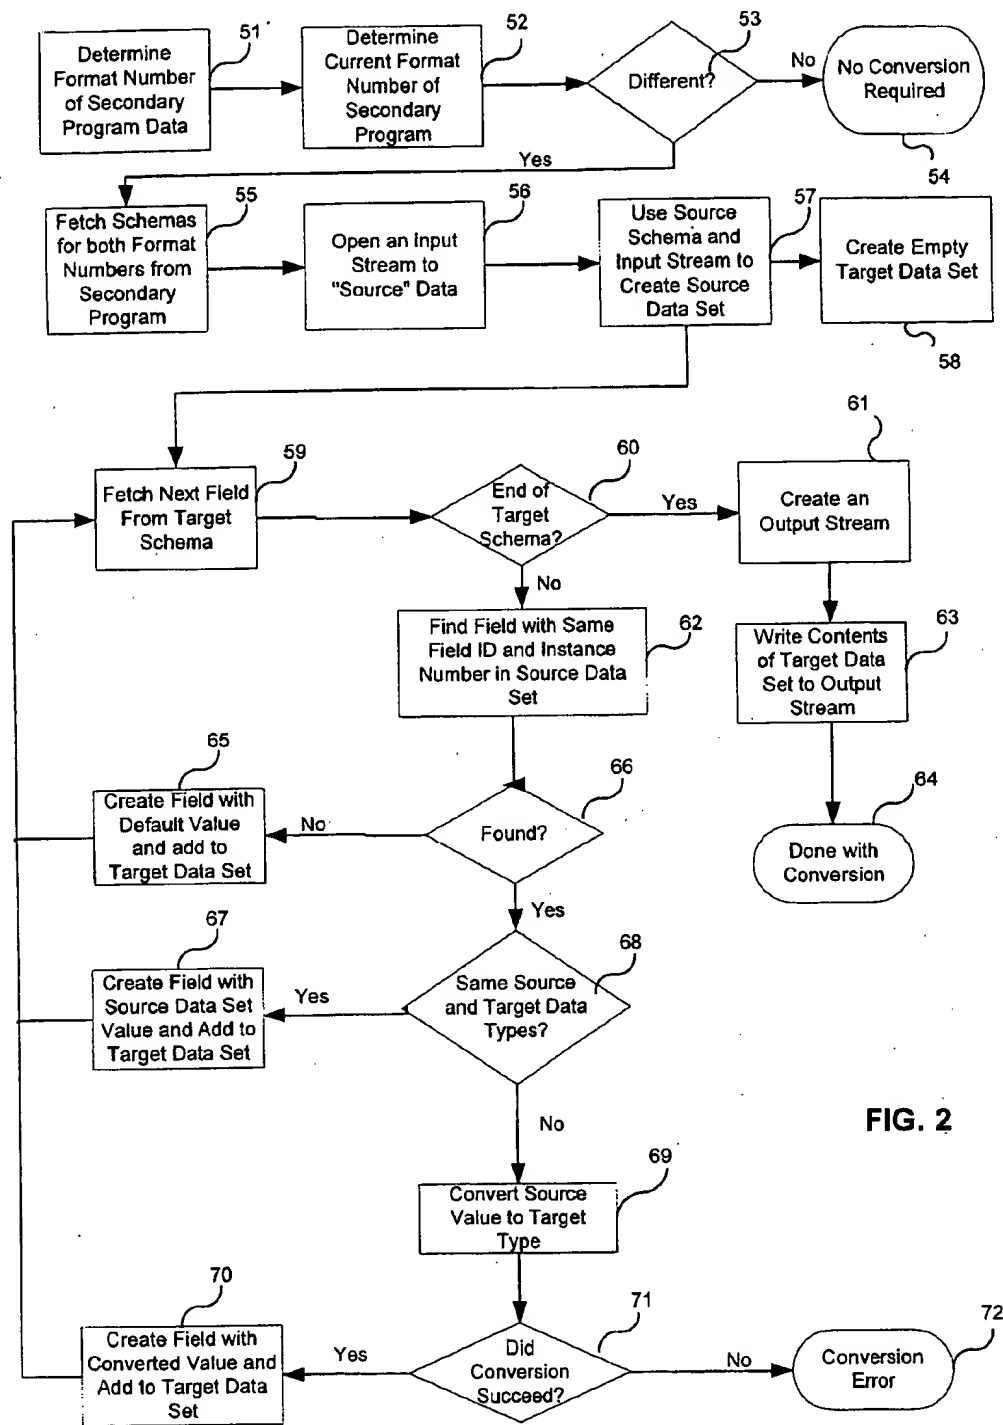 51
Determine
Format Number
of Secondary
Program Data
52
Determine
Current Format
Number of
Secondary
Program
53
Different?
No
No Conversion
Required
54
Yes
55
Fetch Schemas
for both Format
Numbers from
Secondary
Program
56
Open an Input
Stream to
"Source" Data
57
Use Source
Schema and
Input Stream to
Create Source
Data Set
Create Empty
Target Data Set
58
59
Fetch Next Field
From Target
Schema
60
End of
Target
Schema?
Yes
61
Create an
Output Stream
No
62
Find Field with Same
Field ID and Instance
Number in Source Data
Set
63
Write Contents
of Target Data
Set to Output
Stream
64
Done with
Conversion
65
Create Field with
Default Value
and add to
Target Data Set
No
66
Found?
Yes
67
Create Field with
Source Data Set
Value and Add to
Target Data Set
Yes
68
Same Source
and Target Data
Types?
No
FIG. 2
69
Convert Source
Value to Target
Type
70
Create Field with
Converted Value and
Add to Target Data
Set
Yes
71
Did
Conversion
Succeed?
No
72
Conversion
Error